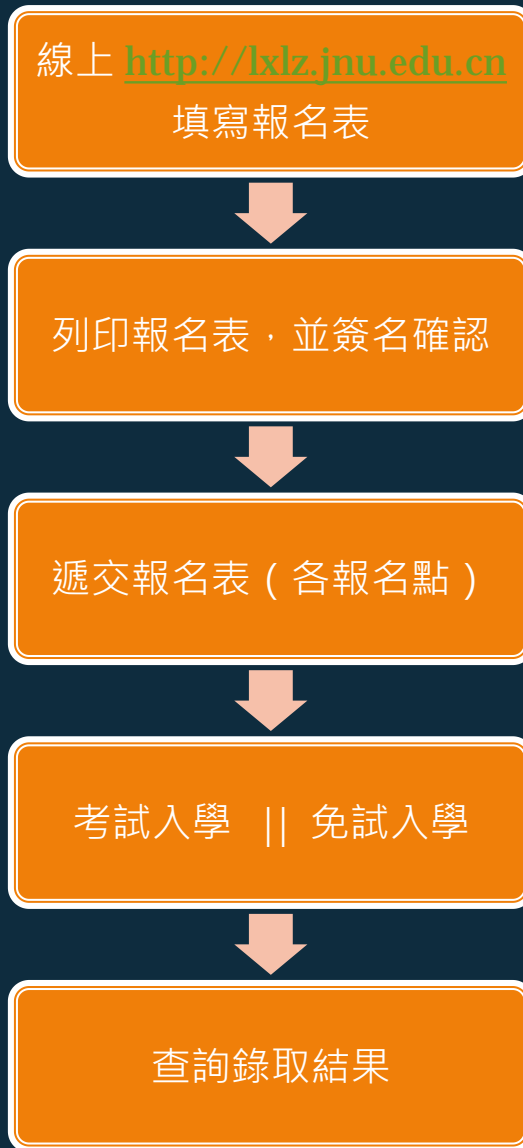 線上 http://lxlz.jnu.edu.cn
填寫報名表
列印報名表，並簽名確認
遞交報名表（各報名點）
考試入學 || 免試入學
查詢錄取結果